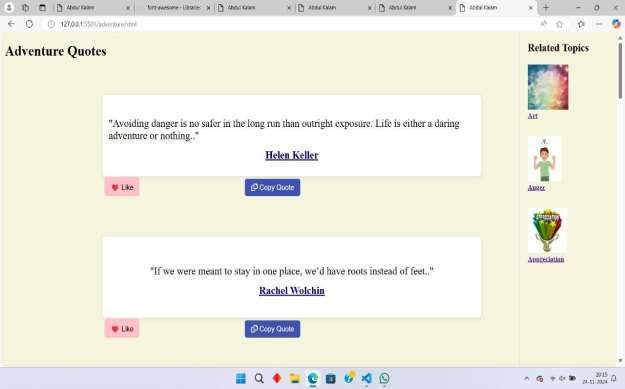 Abdul Kalam
font-awesome - Libraries
Abdul Kalam
Abdul Kalam
Abdul Kalam
Abdul Kalam
127.0.0.1:5501/adventure.html
Adventure Quotes
"Avoiding danger is no safer in the long run than outright exposure. Life is either a daring
adventure or nothing.."
Helen Keller
Like
Copy Quote
"If we were meant to stay in one place, we'd have roots instead of feet.."
Rachel Wolchin
Like
Copy Quote
Related Topics
Art
Anger
APPRECIATION
Appreciation
20:15
24-11-2024